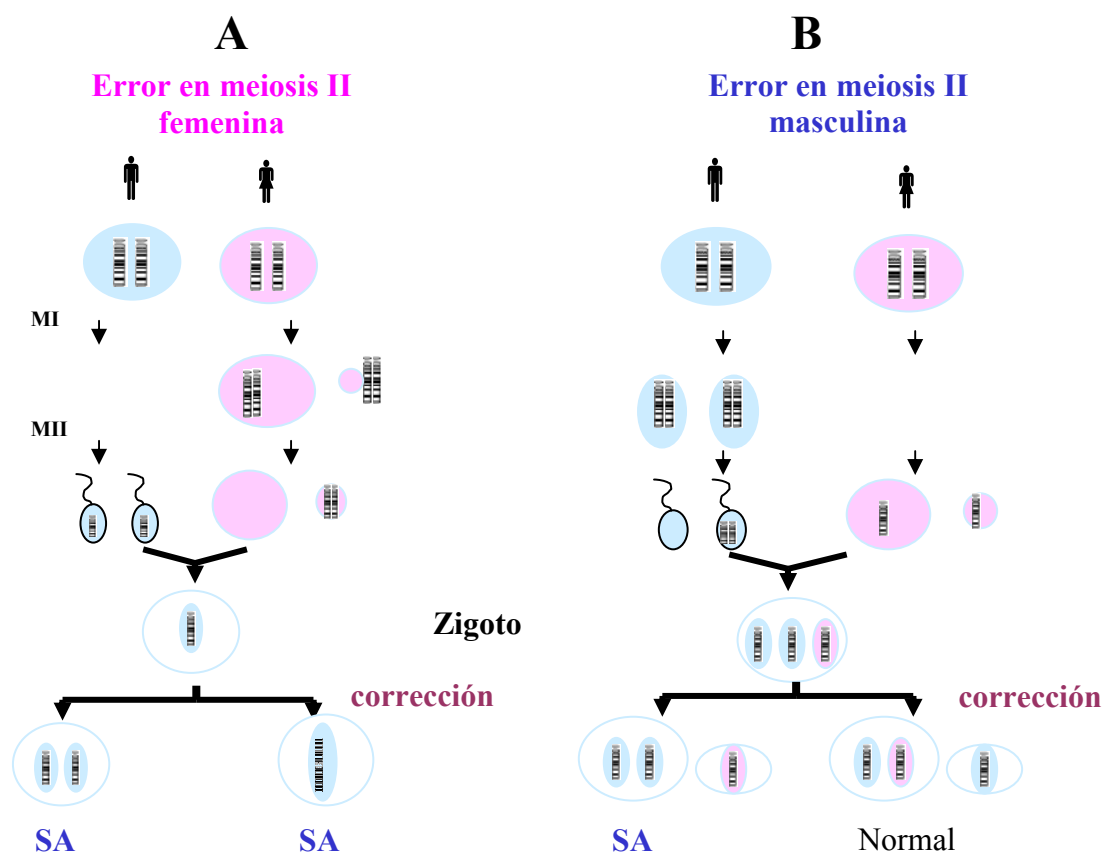 A
Error en meiosis II
femenina
MI
MII
B
Error en meiosis II
masculina
Zigoto
corrección
corrección
SA
SA
SA
Normal